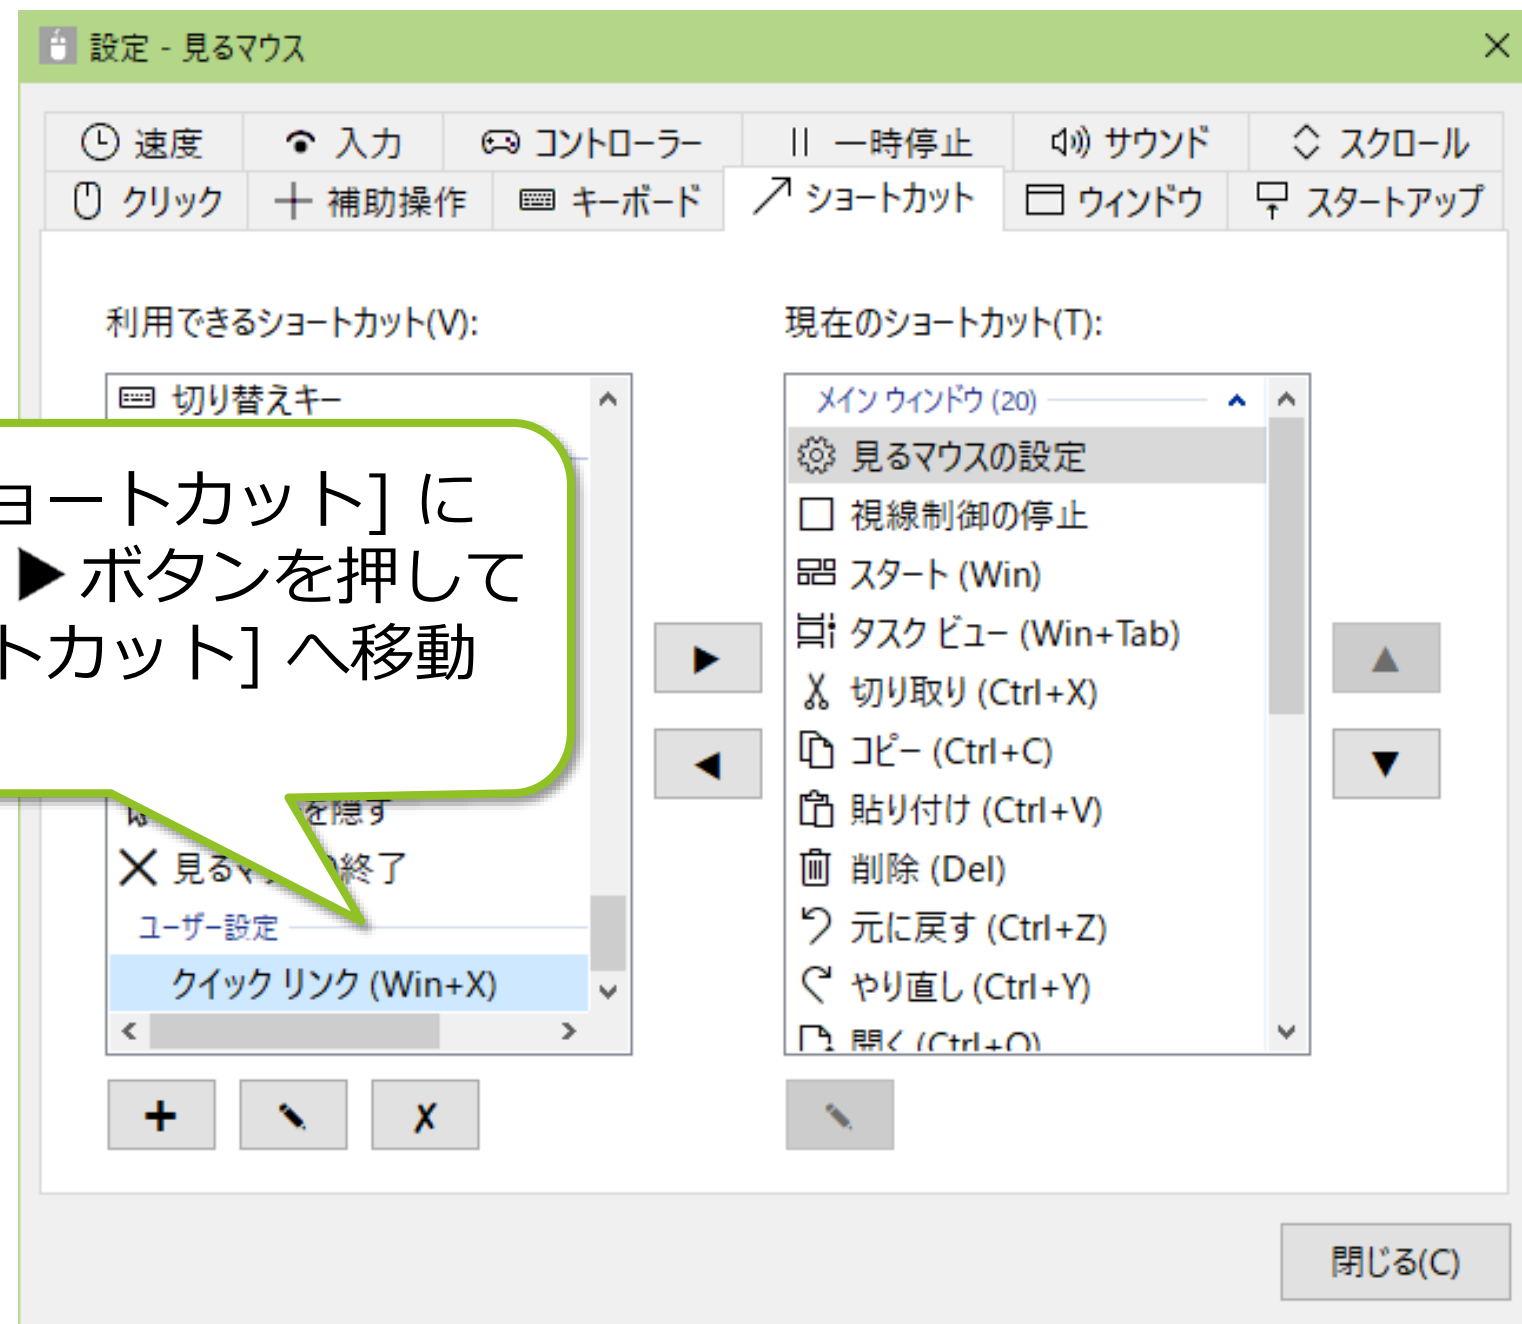 設定 - 見るマウス
速度 入力 コントローラー 一時停止 サウンド スクロール
クリック 補助操作 キーボード ショートカット ウィンドウ スタートアップ
利用できるショートカット(V):
切り替えキー
ョートカット] に
▶ボタンを押して
トカット] へ移動
を隠す
見るマ
終了
ユーザー設定
クイック リンク (Win+X)
現在のショートカット(T):
メイン ウィンドウ (20)
見るマウスの設定
視線制御の停止
スタート (Win)
タスク ビュー (Win+Tab)
切り取り (Ctrl+X)
コピー (Ctrl+C)
貼り付け (Ctrl+V)
削除 (Del)
元に戻す (Ctrl+Z)
やり直し (Ctrl+Y)
開く (Ctrl+O)
閉じる(C)